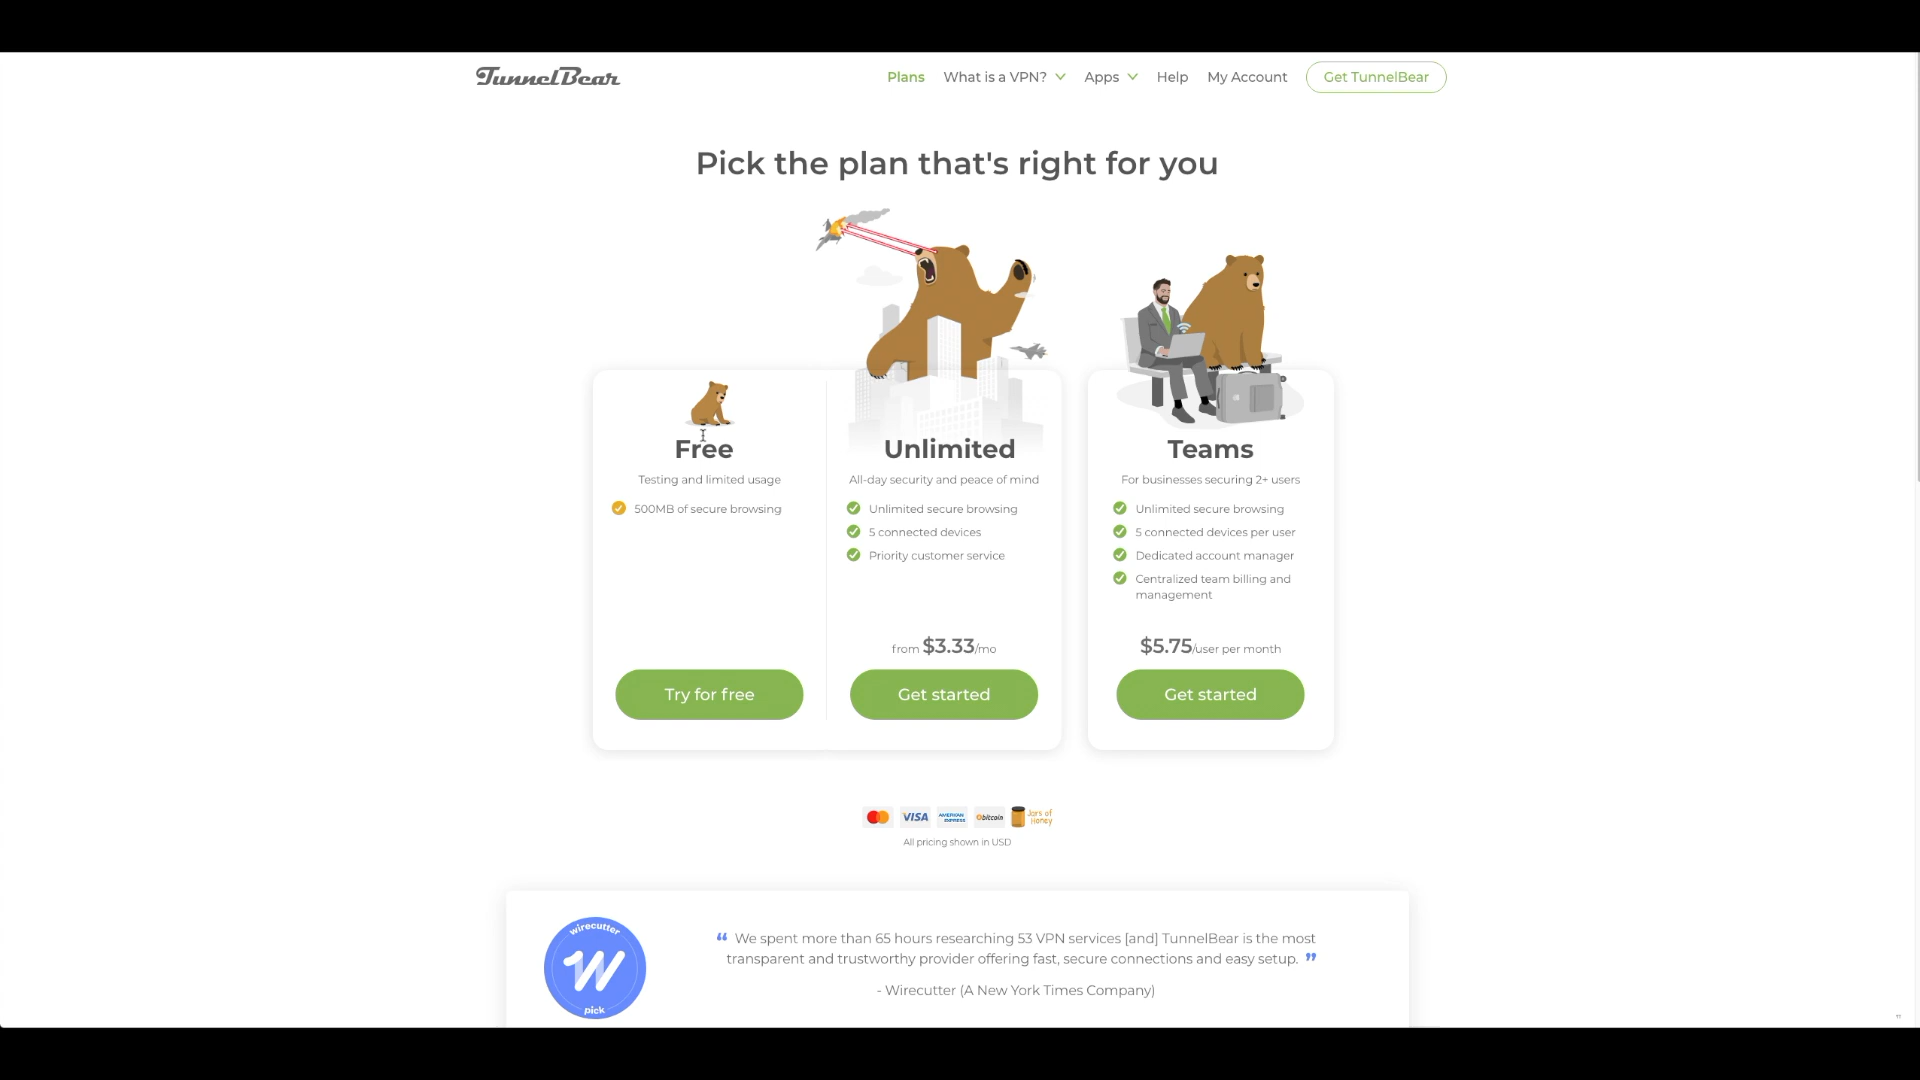 TunnelBear
Plans What is a VPN? Apps Help My Account Get TunnelBear
Pick the plan that's right for you
Free
Testing and limited usage
500MB of secure browsing
Try for free
Unlimited
All-day security and peace of mind
Unlimited secure browsing
5 connected devices
Priority customer service
from $3.33/mo
Get started
Teams
For businesses securing 2+ users
Unlimited secure browsing
5 connected devices per user
Dedicated account manager
Centralized team billing and
management
$5.75/user per month
Get started
VISA AMERICAN EXPRESS bitcoin Jars of Honey
All pricing shown in USD
wirecutter
W
pick
“ We spent more than 65 hours researching 53 VPN services [and] TunnelBear is the most
transparent and trustworthy provider offering fast, secure connections and easy setup. ”
- Wirecutter (A New York Times Company)